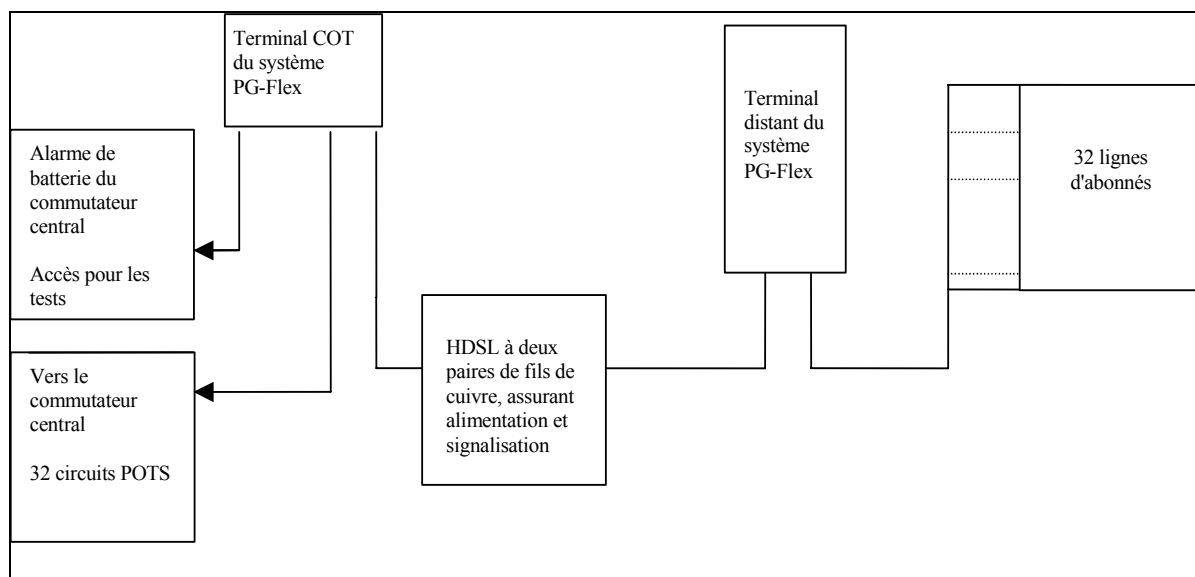 Terminal COT
du système
PG-Flex
Terminal
distant du
système
PG-Flex
32 lignes
d'abonnés
Alarme de
batterie du
commutateur
central
Accès pour les
tests
HDSL à deux
paires de fils de
cuivre, assurant
alimentation et
signalisation
Vers le
commutateur
central
32 circuits POTS